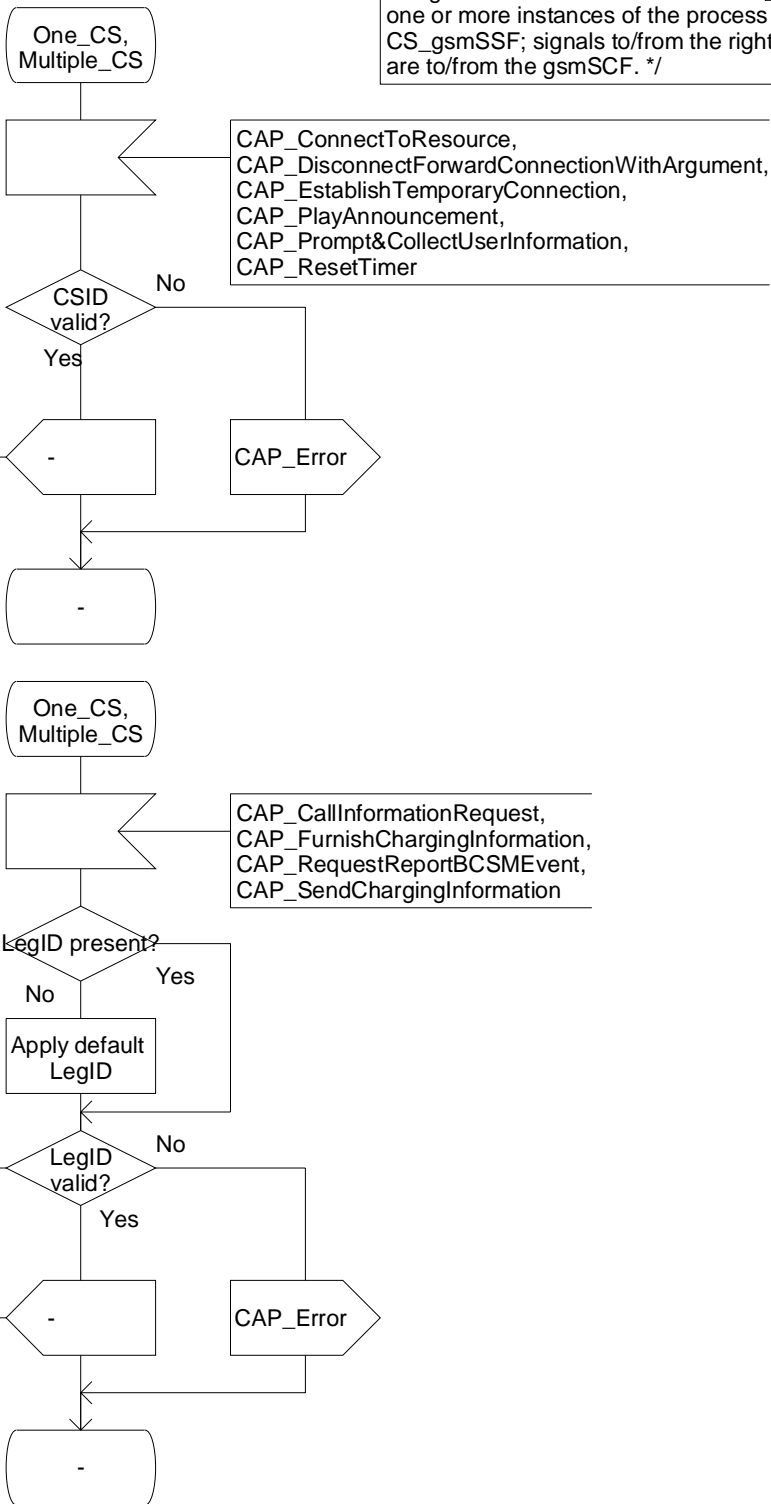 one or more instances of the process
CS_gsmSSF; signals to/from the right
are to/from the gsmSCF. */
One_CS,
Multiple_CS
CAP_ConnectToResource,
CAP_DisconnectForwardConnectionWithArgument,
CAP_EstablishTemporaryConnection,
CAP_PlayAnnouncement,
CAP_Prompt&CollectUserInformation,
CAP_ResetTimer
CSID
valid?
No
Yes
-
CAP_Error
-
One_CS,
Multiple_CS
CAP_CallInformationRequest,
CAP_FurnishChargingInformation,
CAP_RequestReportBCSMEvent,
CAP_SendChargingInformation
LegID present?
Yes
No
Apply default
LegID
LegID
valid?
No
Yes
-
CAP_Error
-